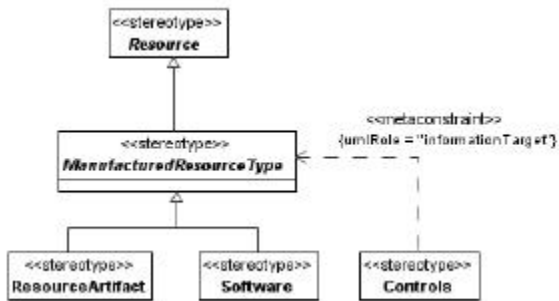 <<stereotype>>
Resource
<<metaconstraint>>
{umlRole = "informationTarget"}
<<stereotype>>
ManufacturedResourceType
<<stereotype>>
ResourceArtifact
<<stereotype>>
Software
<<stereotype>>
Controls